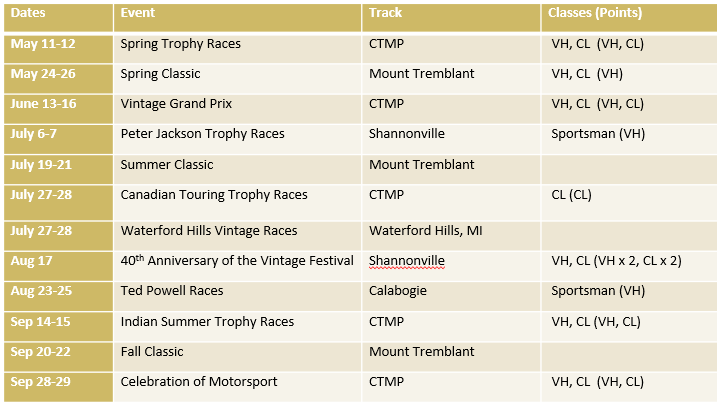 Dates Event Track Classes (Points)
May 11-12 Spring Trophy Races CTMP VH, CL (VH, CL)
May 24-26 Spring Classic Mount Tremblant VH, CL (VH)
June 13-16 Vintage Grand Prix CTMP VH, CL (VH, CL)
July 6-7 Peter Jackson Trophy Races Shannonville Sportsman (VH)
July 19-21 Summer Classic Mount Tremblant
July 27-28 Canadian Touring Trophy Races CTMP CL (CL)
July 27-28 Waterford Hills Vintage Races Waterford Hills, MI
Aug 17 40th Anniversary of the Vintage Festival Shannonville VH, CL (VH x 2, CL x 2)
Aug 23-25 Ted Powell Races Calabogie Sportsman (VH)
Sep 14-15 Indian Summer Trophy Races CTMP VH, CL (VH, CL)
Sep 20-22 Fall Classic Mount Tremblant
Sep 28-29 Celebration of Motorsport CTMP VH, CL (VH, CL)